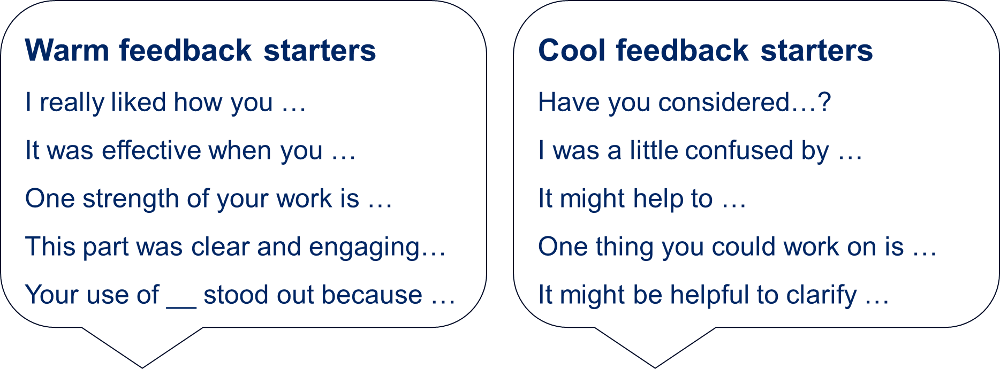 Warm feedback starters
I really liked how you …
It was effective when you …
One strength of your work is …
This part was clear and engaging…
Your use of __ stood out because …
Cool feedback starters
Have you considered…?
I was a little confused by …
It might help to …
One thing you could work on is …
It might be helpful to clarify …